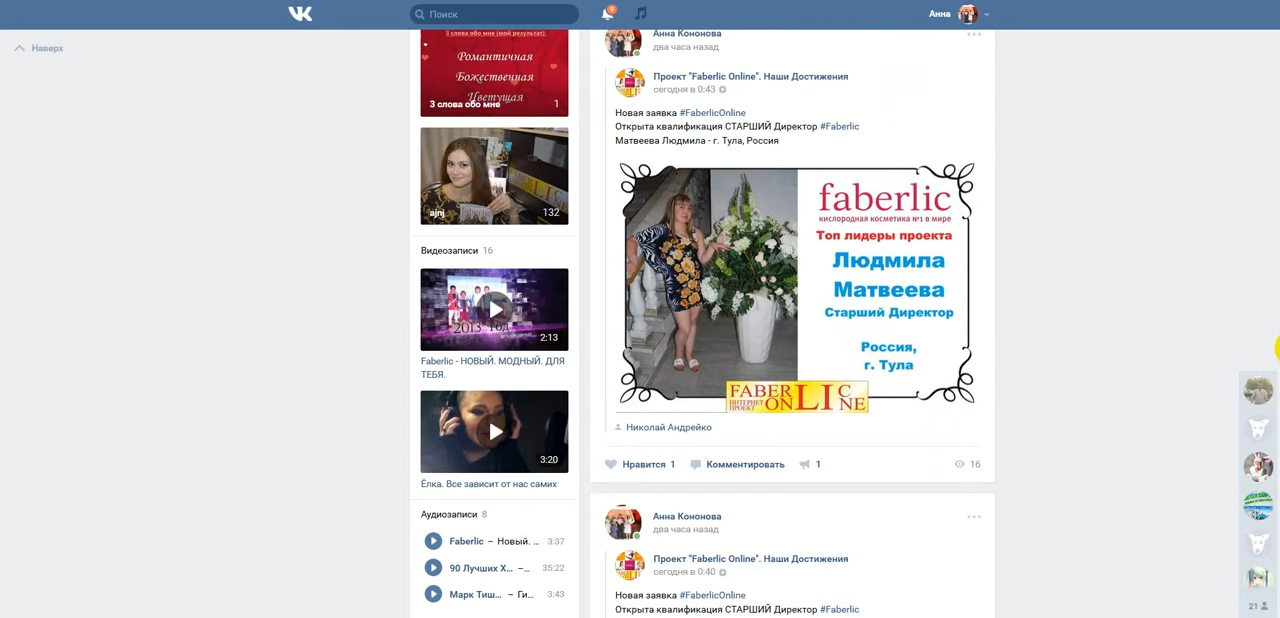 VK
Поиск
9
Анна
Наверх
3 слова обо мне (мой результат):
Романтичная
Божественная
Цветущая
3 слова обо мне 1
ajnj 132
Видеозаписи 16
2013 год
2:13
Faberlic - НОВЫЙ. МОДНЫЙ. ДЛЯ
ТЕБЯ.
3:20
Ёлка. Все зависит от нас самих
Аудиозаписи 8
Faberlic – Новый. ... 3:37
90 Лучших Х... –... 35:22
Марк Тиш... – Ги... 3:43
Анна Кононова
два часа назад
Проект "Faberlic Online". Наши Достижения
сегодня в 0:43
Новая заявка #FaberlicOnline
Открыта квалификация СТАРШИЙ Директор #Faberlic
Матвеева Людмила - г. Тула, Россия
faberlic
кислородная косметика №1 в мире
Топ лидеры проекта
Людмила
Матвеева
Старший Директор
Россия,
г. Тула
FABERLIC
ИНТЕРНЕТ
ПРОЕКТ
ONLINE
Николай Андрейко
Нравится 1 Комментировать 1 16
Анна Кононова
два часа назад
Проект "Faberlic Online". Наши Достижения
сегодня в 0:40
Новая заявка #FaberlicOnline
Открыта квалификация СТАРШИЙ Директор #Faberlic
21